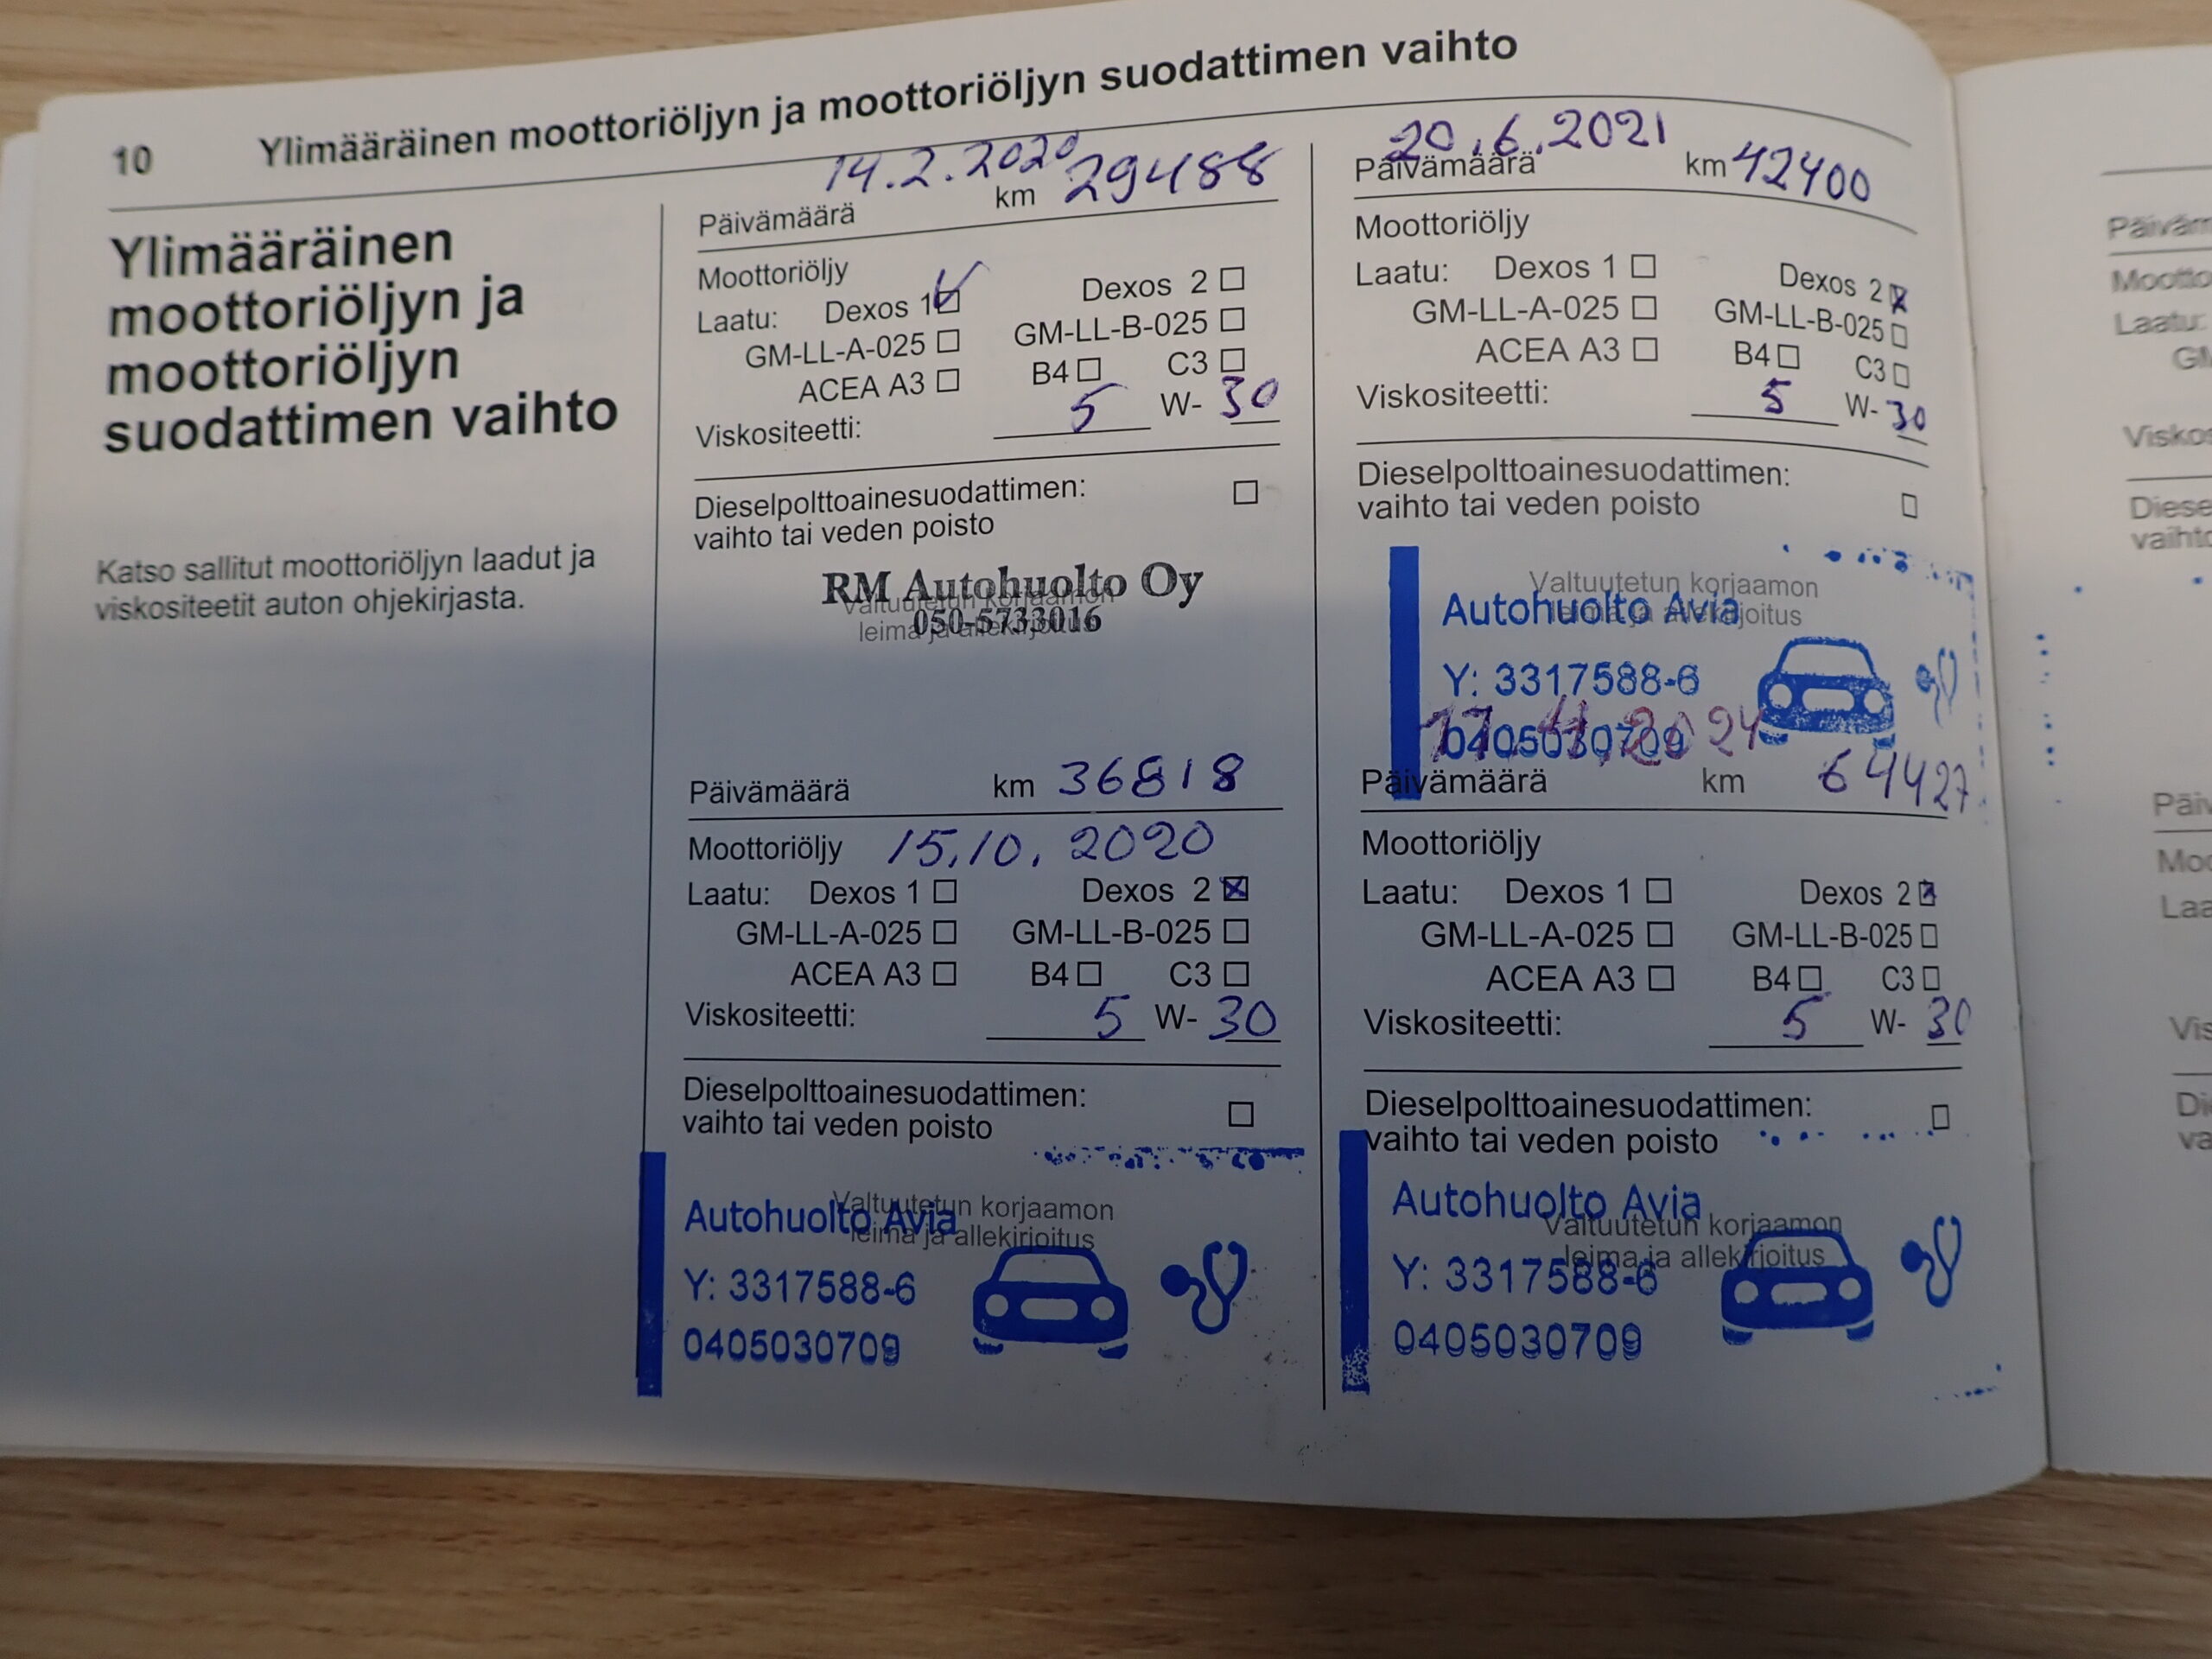 10 Ylimääräinen moottoriöljyn ja moottoriöljyn suodattimen vaihto
Ylimääräinen
moottoriöljyn ja
moottoriöljyn
suodattimen vaihto
Katso sallitut moottoriöljyn laadut ja
viskositeetit auton ohjekirjasta.
14.2.2020
Päivämäärä km 29488
Moottoriöljy
Laatu: Dexos 1 Dexos 2
GM-LL-A-025 GM-LL-B-025
ACEA A3 B4 C3
Viskositeetti: 5 W- 30
Dieselpolttoainesuodattimen:
vaihto tai veden poisto
RM Autohuolto Oy
Valtuutetun korjaamon
050-5733016
leima ja allekirjoitus
Päivämäärä km 36818
Moottoriöljy 15.10.2020
Laatu: Dexos 1 Dexos 2
GM-LL-A-025 GM-LL-B-025
ACEA A3 B4 C3
Viskositeetti: 5 W- 30
Dieselpolttoainesuodattimen:
vaihto tai veden poisto
Valtuutetun korjaamon
Autohuolto Avia
leima ja allekirjoitus
Y: 3317588-6
0405030709
20.6.2021
Päivämäärä km 42400
Moottoriöljy
Laatu: Dexos 1 Dexos 2
GM-LL-A-025 GM-LL-B-025
ACEA A3 B4 C3
Viskositeetti: 5 W- 30
Dieselpolttoainesuodattimen:
vaihto tai veden poisto
Valtuutetun korjaamon
Autohuolto Avia
leima ja allekirjoitus
Y: 3317588-6
0405030709
Päivämäärä km 64427
Moottoriöljy
Laatu: Dexos 1 Dexos 2
GM-LL-A-025 GM-LL-B-025
ACEA A3 B4 C3
Viskositeetti: 5 W- 30
Dieselpolttoainesuodattimen:
vaihto tai veden poisto
Autohuolto Avia
Valtuutetun korjaamon
leima ja allekirjoitus
Y: 3317588-6
0405030709